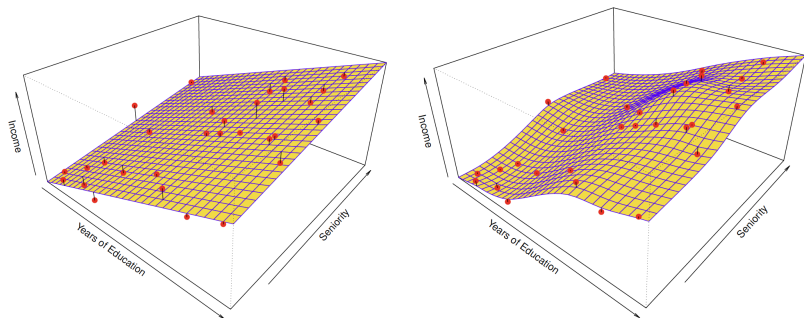 Income
Years of Education
Seniority
Income
Years of Education
Seniority